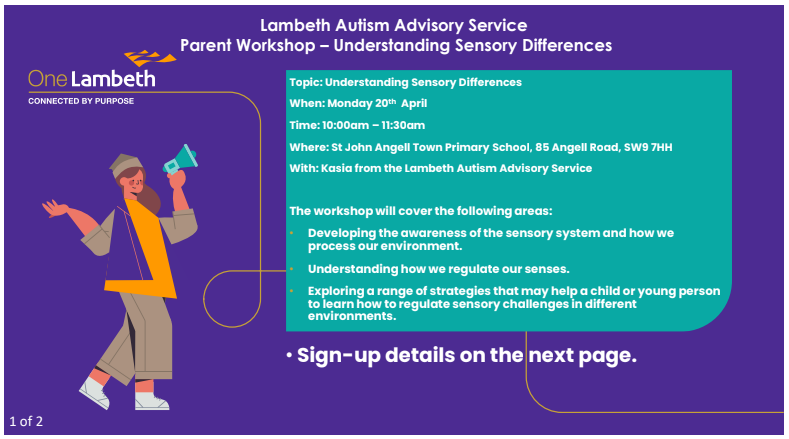 Lambeth Autism Advisory Service
Parent Workshop – Understanding Sensory Differences
One Lambeth
CONNECTED BY PURPOSE
Topic: Understanding Sensory Differences
When: Monday 20th April
Time: 10:00am – 11:30am
Where: St John Angell Town Primary School, 85 Angell Road, SW9 7HH
With: Kasia from the Lambeth Autism Advisory Service
The workshop will cover the following areas:
• Developing the awareness of the sensory system and how we
process our environment.
• Understanding how we regulate our senses.
• Exploring a range of strategies that may help a child or young person
to learn how to regulate sensory challenges in different
environments.
• Sign-up details on the next page.
1 of 2